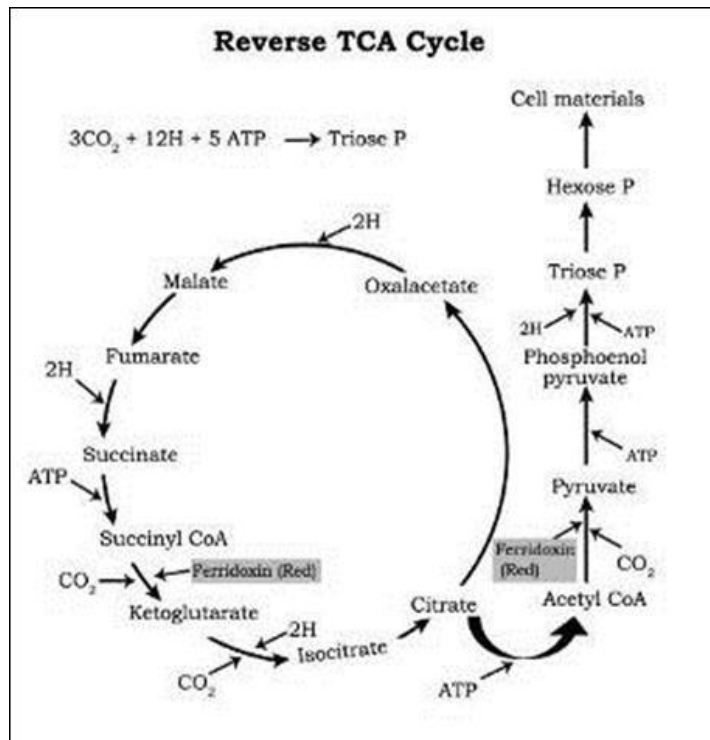 Reverse TCA Cycle
3CO₂ + 12H + 5 ATP → Triose P
Cell materials
Hexose P
Triose P
2H
ATP
Phosphoenol
pyruvate
ATP
Pyruvate
Ferridoxin
(Red)
CO₂
Acetyl CoA
2H
Oxalacetate
Malate
Fumarate
2H
Succinate
ATP
Succinyl CoA
CO₂
Ferridoxin (Red)
Ketoglutarate
2H
CO₂
Isocitrate
Citrate
ATP